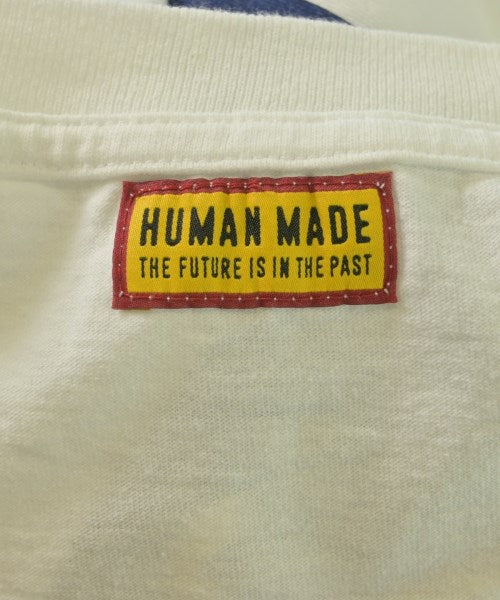 HUMAN MADE
THE FUTURE IS IN THE PAST